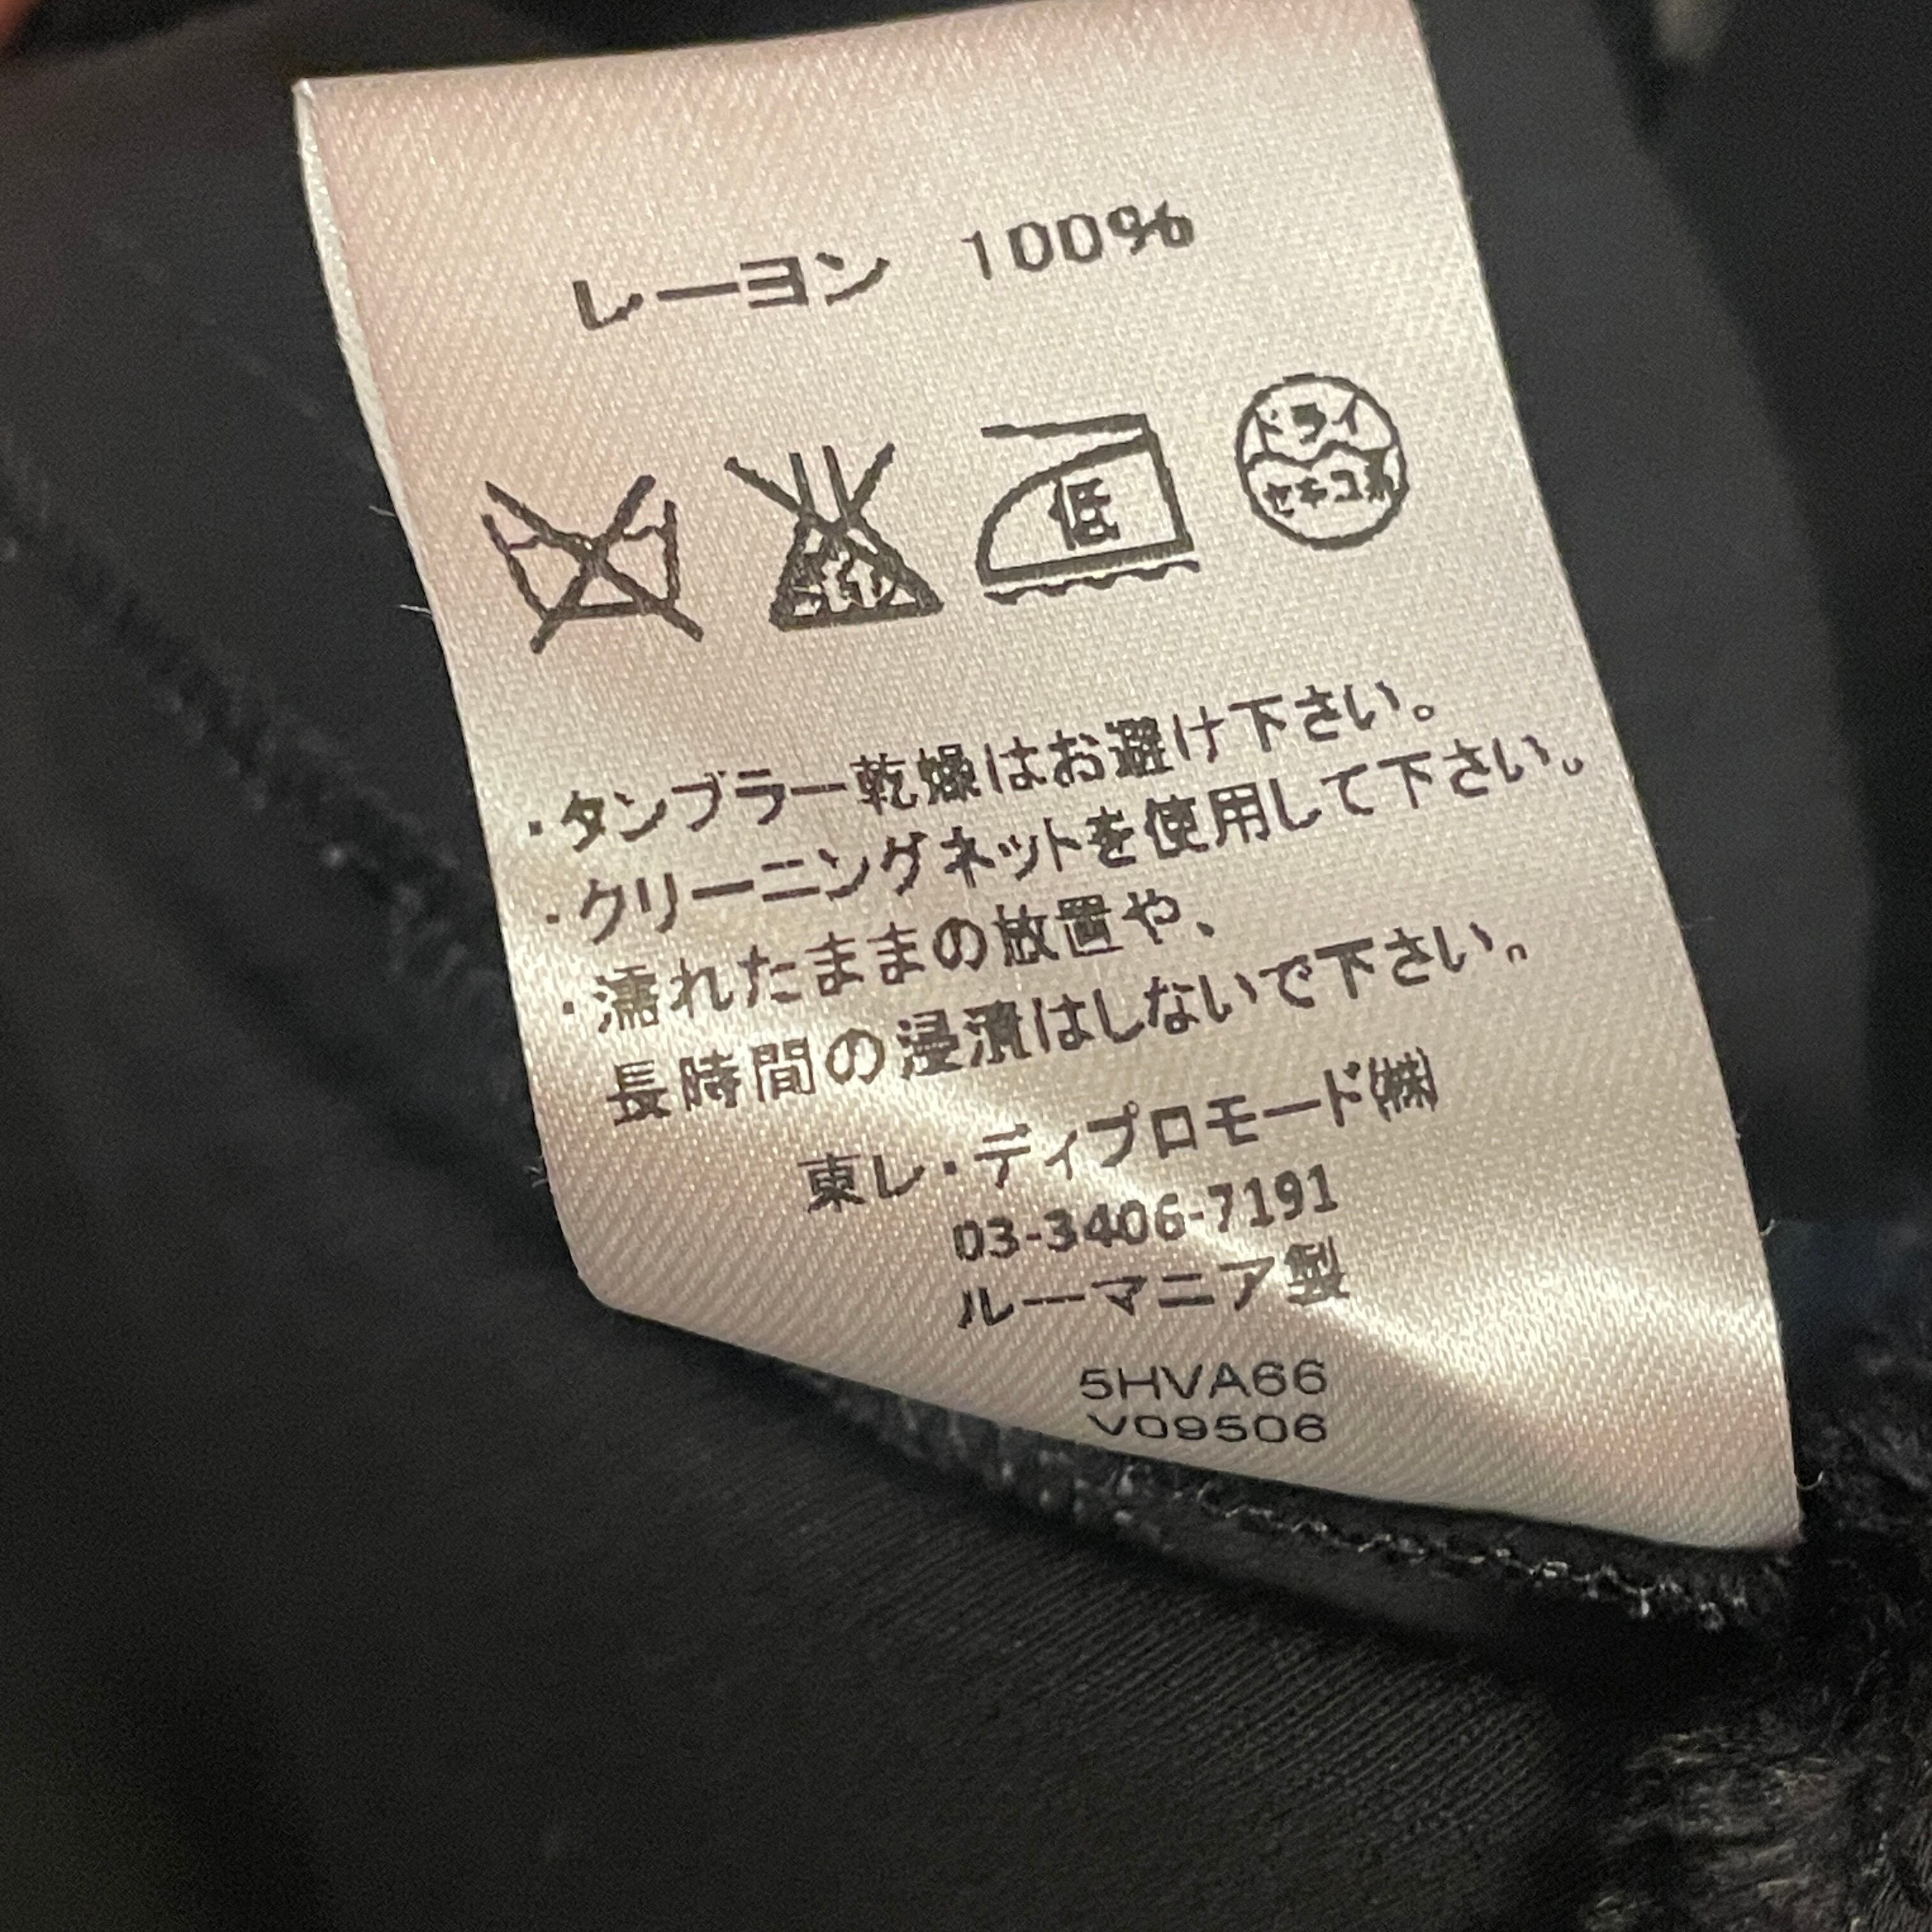 レーヨン 100%
低
ドライ
セキユ系
・タンブラー乾燥はお避け下さい。
・クリーニングネットを使用して下さい。
・濡れたままの放置や、
長時間の浸漬はしないで下さい。
東レ・ディプロモード㈱
03-3406-7191
ルーマニア製
5HVA66
V09506